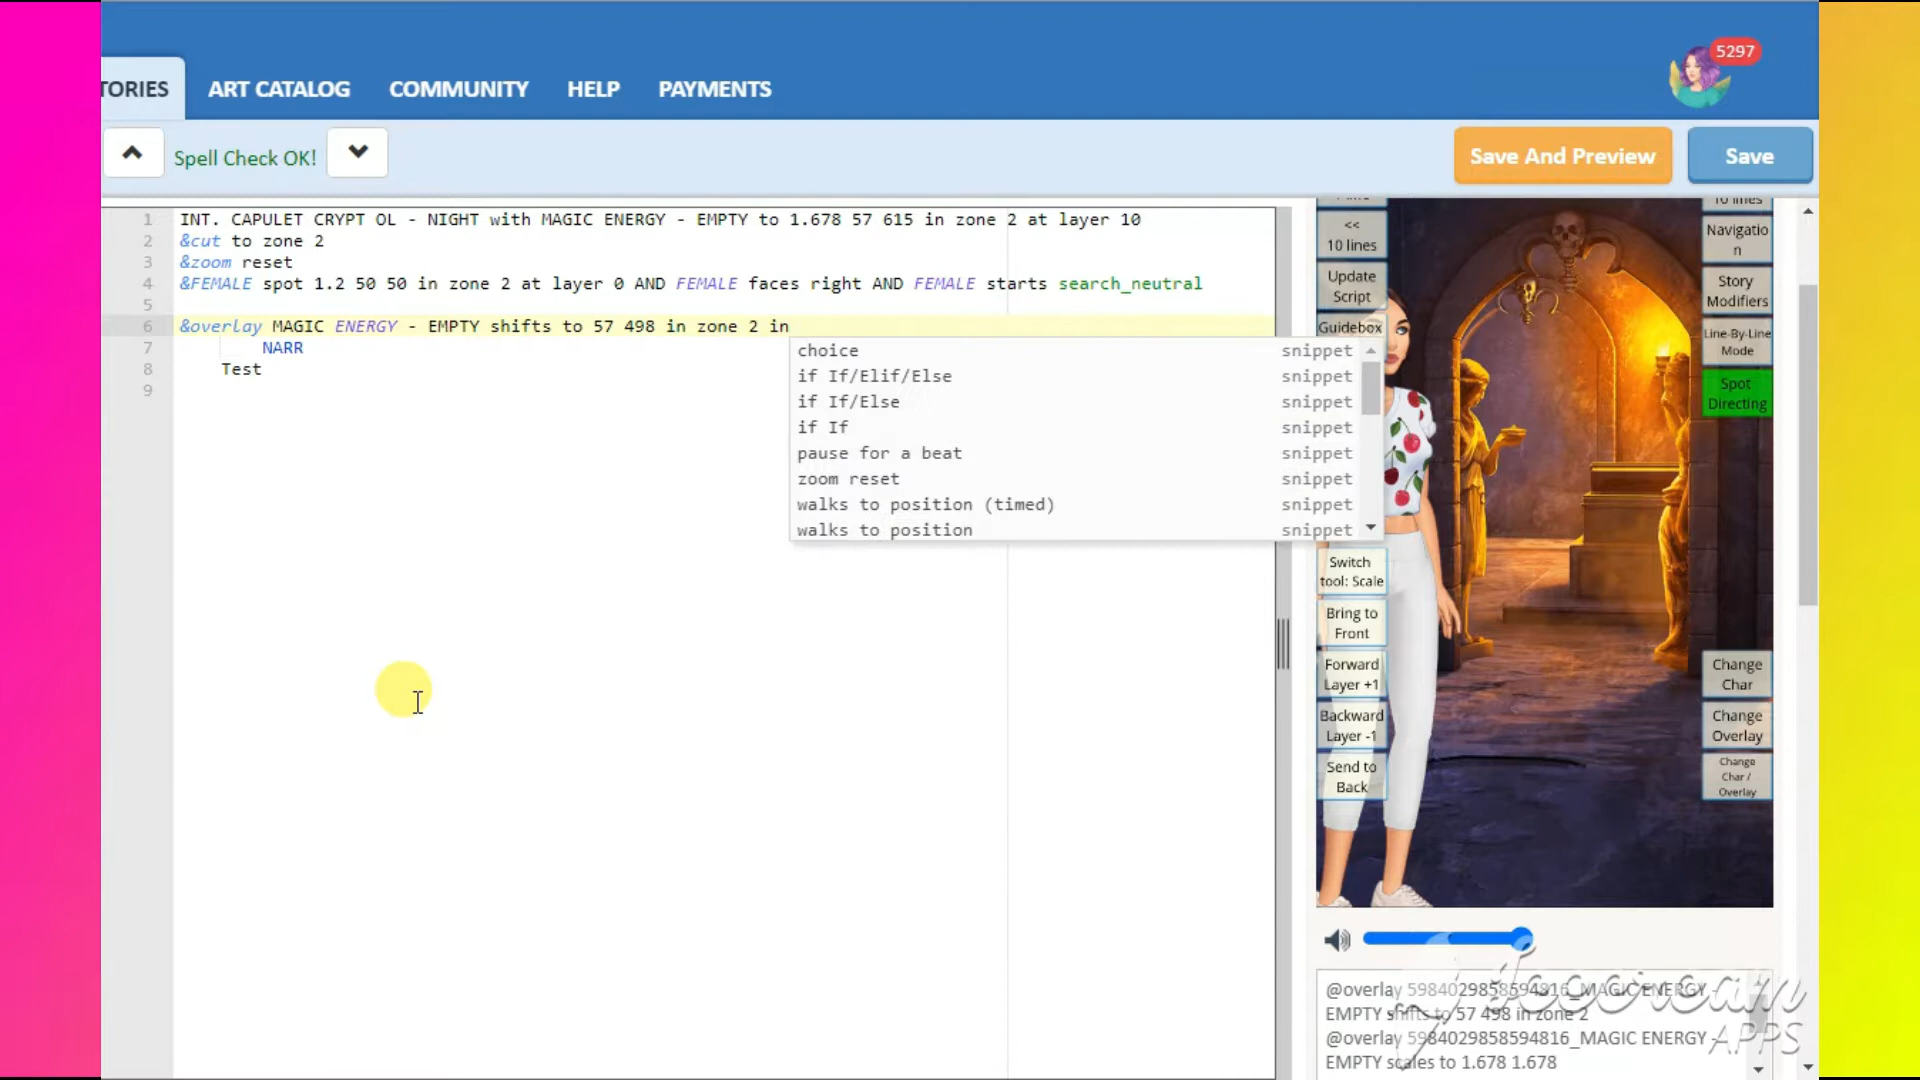 5297
TORIES ART CATALOG COMMUNITY HELP PAYMENTS
Spell Check OK!
Save And Preview
Save
1 INT. CAPULET CRYPT OL - NIGHT with MAGIC ENERGY - EMPTY to 1.678 57 615 in zone 2 at layer 10
2 &cut to zone 2
3 &zoom reset
4 &FEMALE spot 1.2 50 50 in zone 2 at layer 0 AND FEMALE faces right AND FEMALE starts search_neutral
5
6 &overlay MAGIC ENERGY - EMPTY shifts to 57 498 in zone 2 in
7 NARR
8 Test
9
choice snippet
if If/Elif/Else snippet
if If/Else snippet
if If snippet
pause for a beat snippet
zoom reset snippet
walks to position (timed) snippet
walks to position snippet
<<
10 lines
Update
Script
Guidebox
Switch
tool: Scale
Bring to
Front
Forward
Layer +1
Backward
Layer -1
Send to
Back
10 lines
Navigatio
n
Story
Modifiers
Line-By-Line
Mode
Spot
Directing
Change
Char
Change
Overlay
Change
Char /
Overlay
@overlay 5984029858594816_MAGIC ENERGY -
EMPTY shifts to 57 498 in zone 2
@overlay 5984029858594816_MAGIC ENERGY -
EMPTY scales to 1.678 1.678
Icecream
APPS